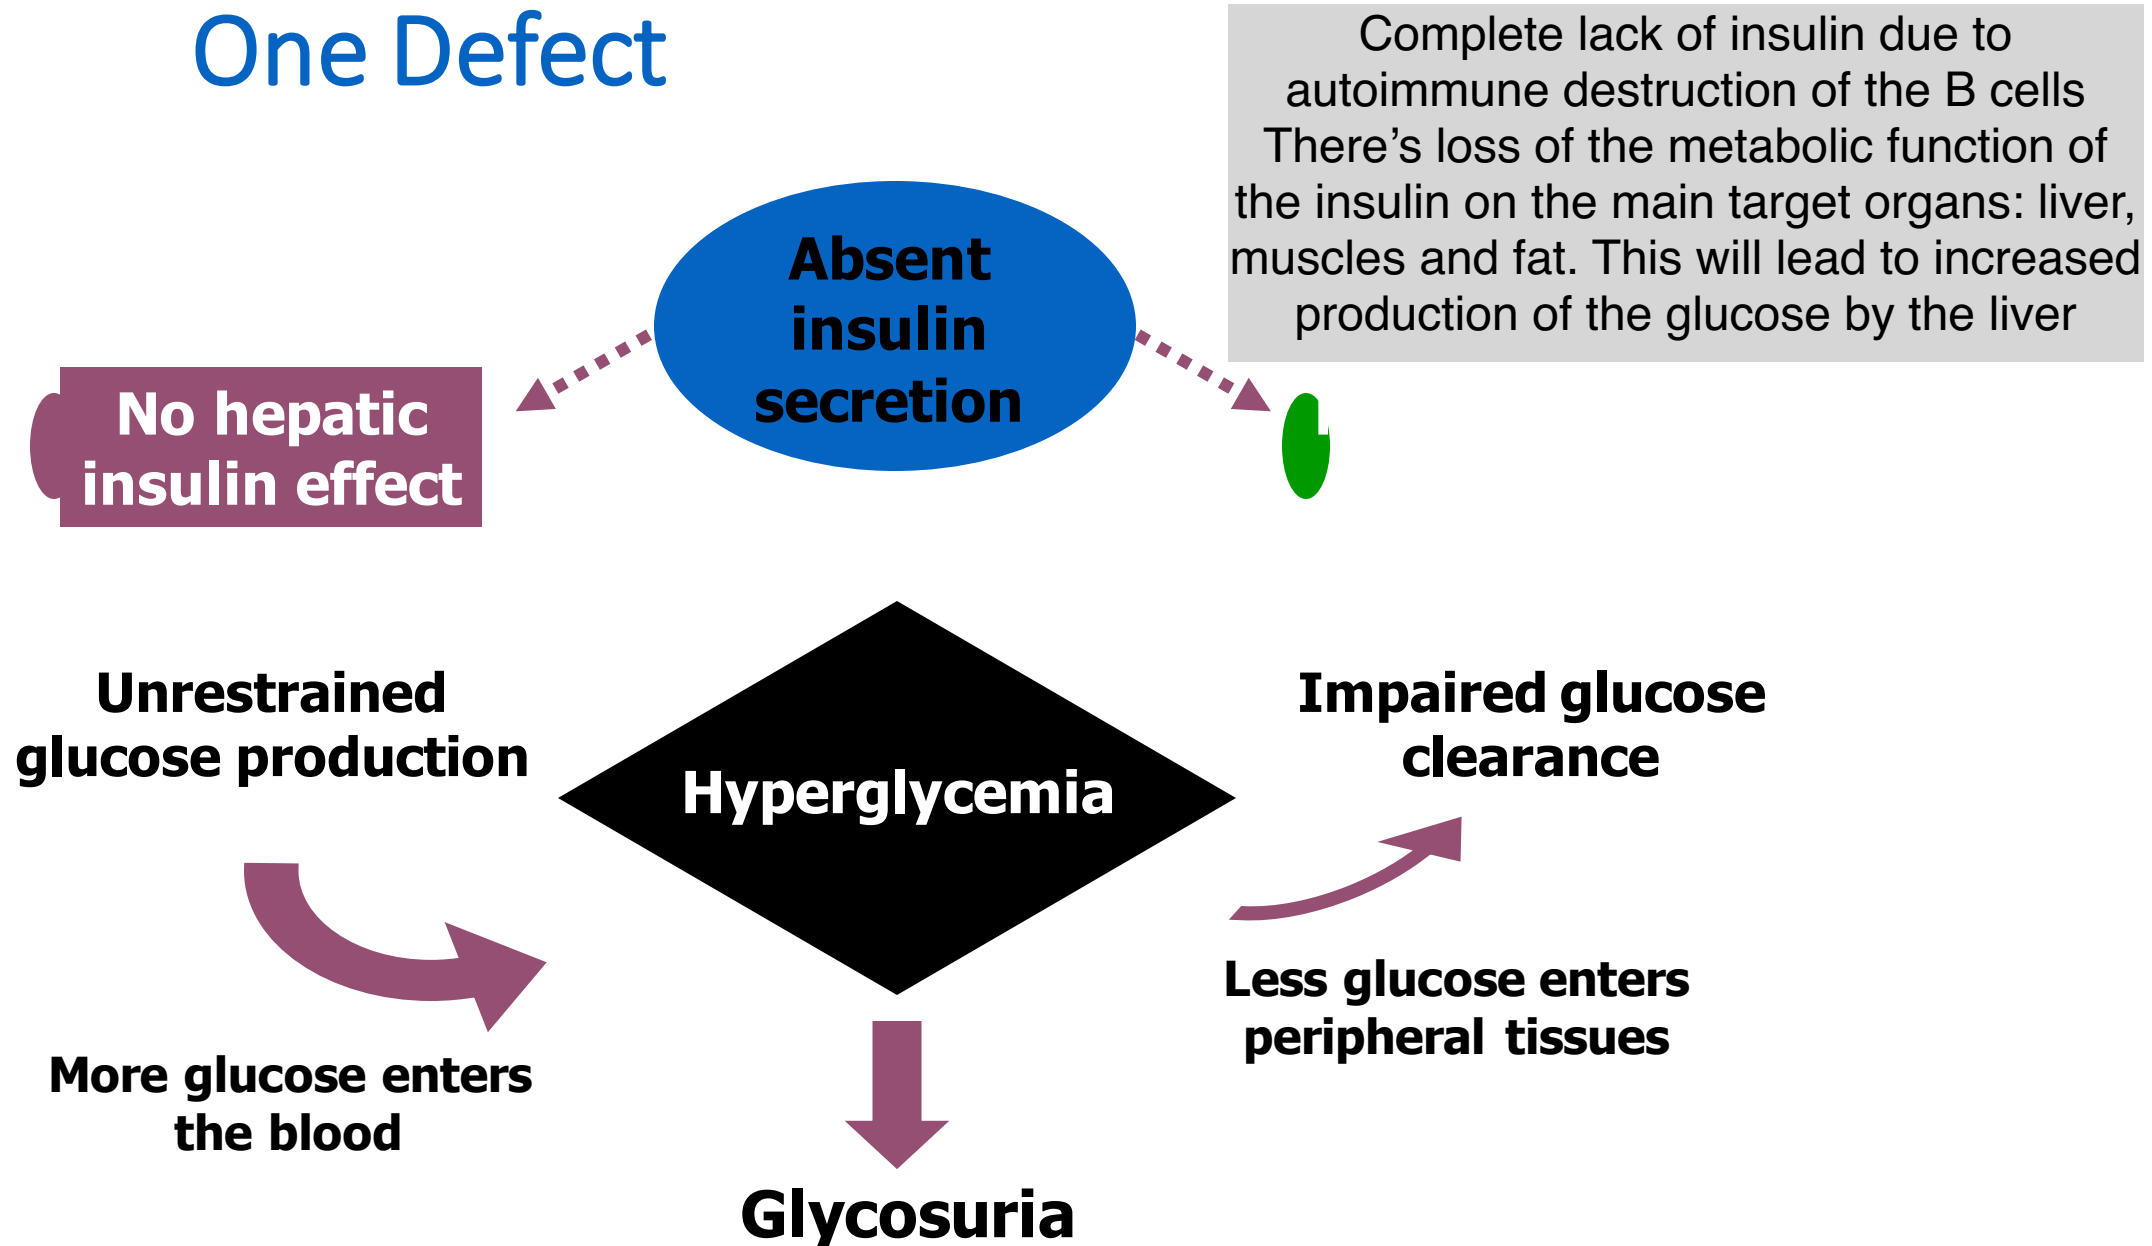 One Defect
Complete lack of insulin due to
autoimmune destruction of the B cells
There’s loss of the metabolic function of
the insulin on the main target organs: liver,
muscles and fat. This will lead to increased
production of the glucose by the liver
Absent
insulin
secretion
No hepatic
insulin effect
Unrestrained
glucose production
Hyperglycemia
Impaired glucose
clearance
More glucose enters
the blood
Less glucose enters
peripheral tissues
Glycosuria